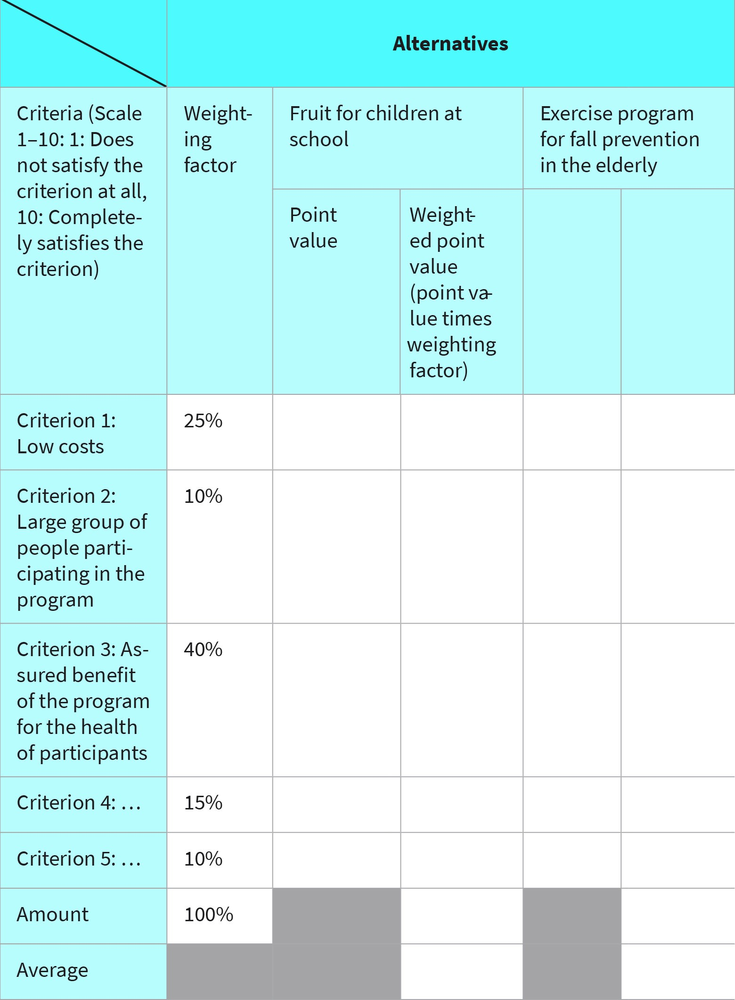 Alternatives
Criteria (Scale
1–10: 1: Does
not satisfy the
criterion at all,
10: Complete-
ly satisfies the
criterion)
Weight-
ing
factor
Fruit for children at
school
Exercise program
for fall prevention
in the elderly
Point
value
Weight-
ed point
value
(point va-
lue times
weighting
factor)
Criterion 1:
Low costs
25%
Criterion 2:
Large group of
people parti-
cipating in the
program
10%
Criterion 3: As-
sured benefit
of the program
for the health
of participants
40%
Criterion 4: …
15%
Criterion 5: …
10%
Amount
100%
Average